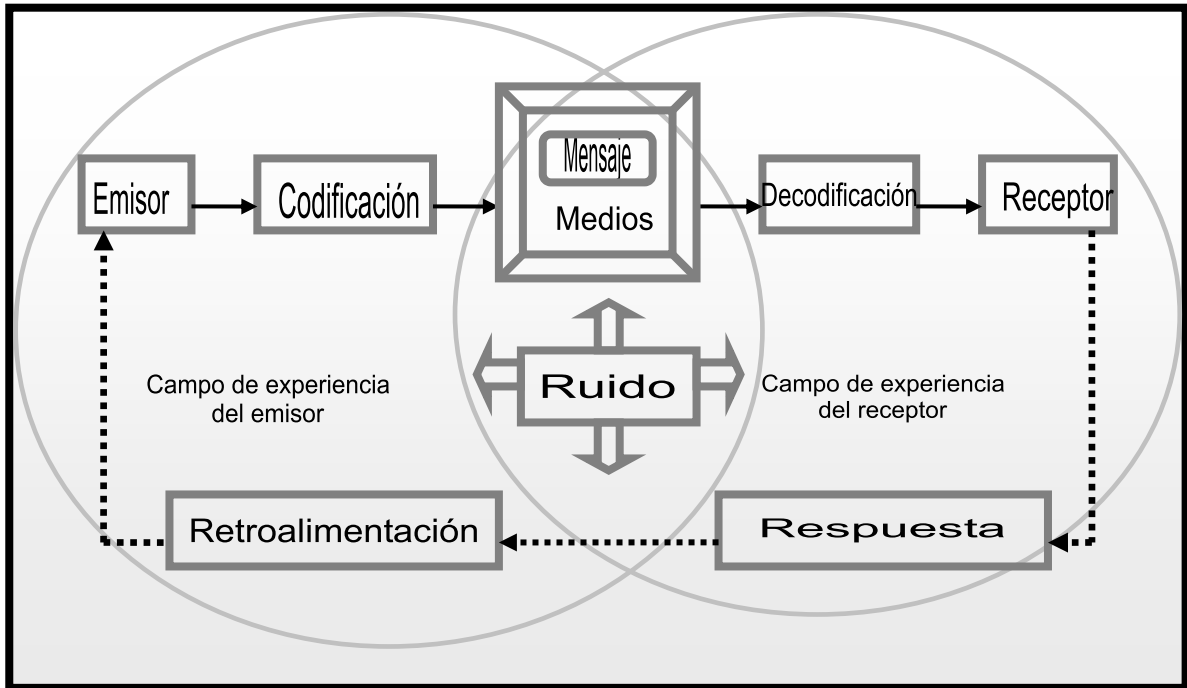 Mensaje
Emisor
Codificación
Medios
Decodificación
Receptor
Campo de experiencia
del emisor
Ruido
Campo de experiencia
del receptor
Retroalimentación
Respuesta